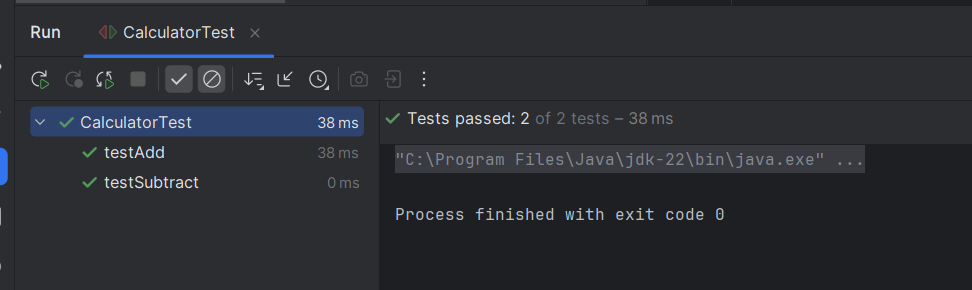 Run CalculatorTest
CalculatorTest 38 ms
testAdd 38 ms
testSubtract 0 ms
Tests passed: 2 of 2 tests – 38 ms
"C:\Program Files\Java\jdk-22\bin\java.exe" ...
Process finished with exit code 0